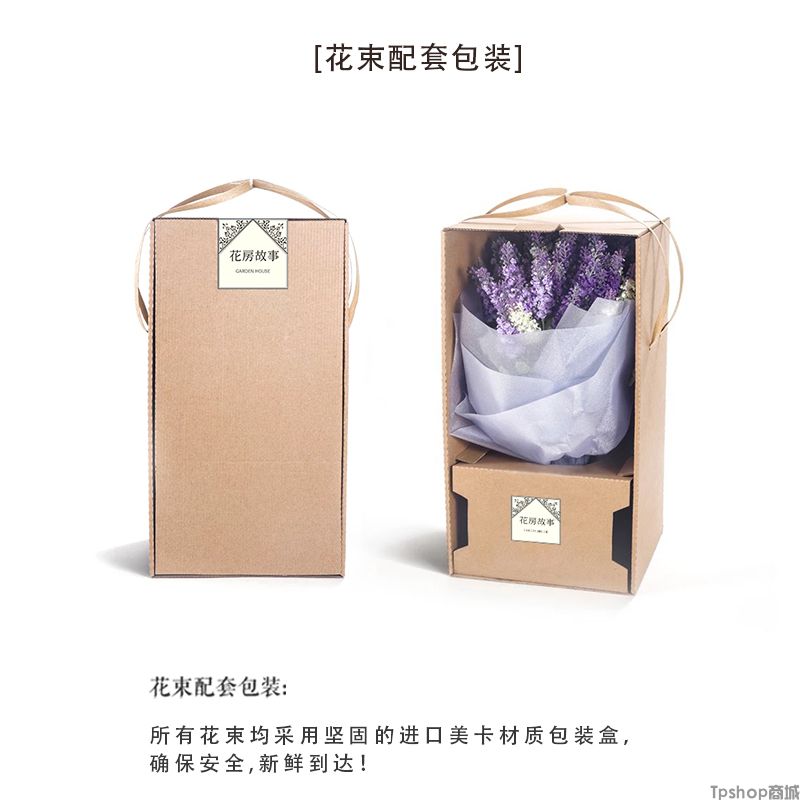 [花束配套包装]
花房故事
GARDEN HOUSE
花房故事
花束配套包装:
所有花束均采用坚固的进口美卡材质包装盒,
确保安全,新鲜到达!
Tpshop商城